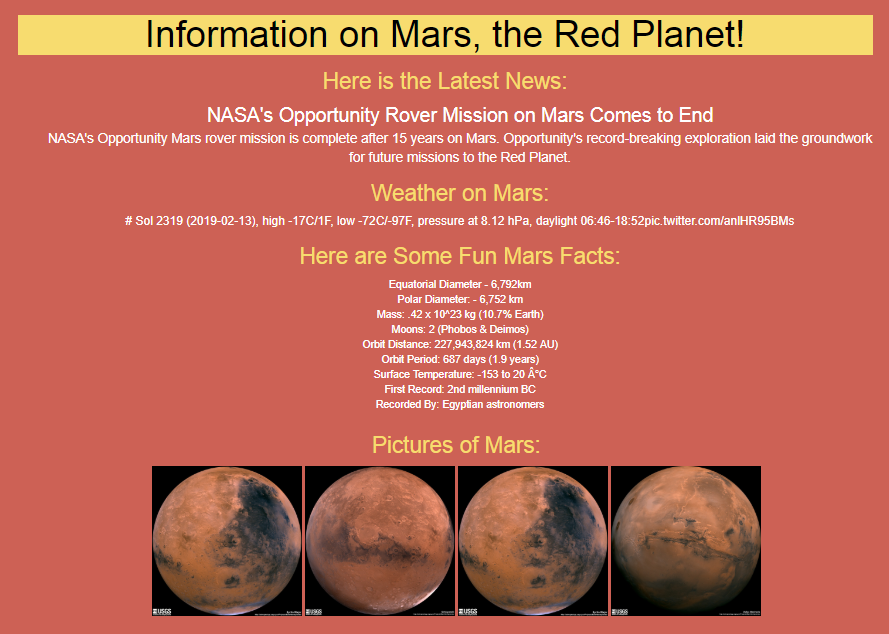 Information on Mars, the Red Planet!
Here is the Latest News:
NASA's Opportunity Rover Mission on Mars Comes to End
NASA's Opportunity Mars rover mission is complete after 15 years on Mars. Opportunity's record-breaking exploration laid the groundwork
for future missions to the Red Planet.
Weather on Mars:
# Sol 2319 (2019-02-13), high -17C/1F, low -72C/-97F, pressure at 8.12 hPa, daylight 06:46-18:52pic.twitter.com/anlHR95BMs
Here are Some Fun Mars Facts:
Equatorial Diameter - 6,792km
Polar Diameter: - 6,752 km
Mass: .42 x 10^23 kg (10.7% Earth)
Moons: 2 (Phobos & Deimos)
Orbit Distance: 227,943,824 km (1.52 AU)
Orbit Period: 687 days (1.9 years)
Surface Temperature: -153 to 20 Â°C
First Record: 2nd millennium BC
Recorded By: Egyptian astronomers
Pictures of Mars:
USGS USGS USGS USGS